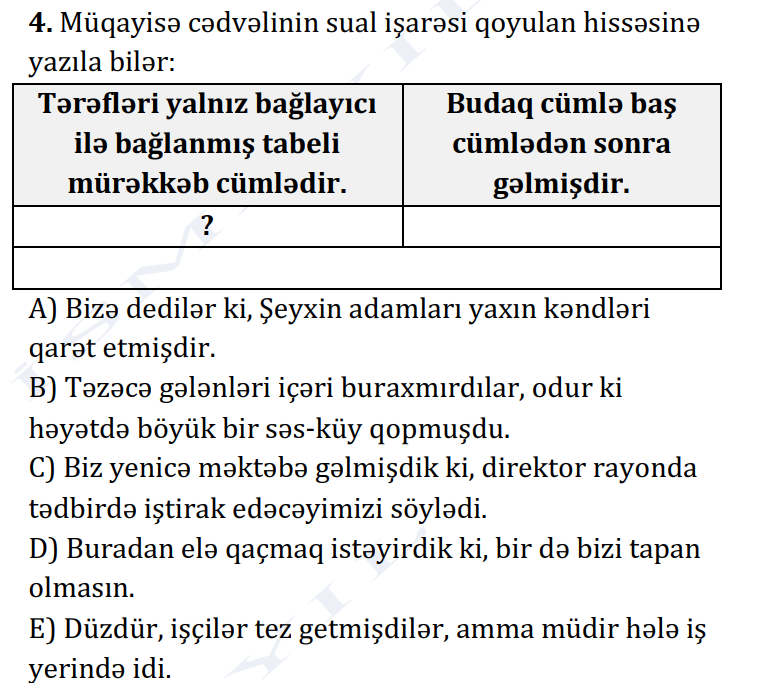 4. Müqayisə cədvəlinin sual işarəsi qoyulan hissəsinə
yazıla bilər:
Tərəfləri yalnız bağlayıcı
ilə bağlanmış tabeli
mürəkkəb cümlədir.
Budaq cümlə baş
cümlədən sonra
gəlmişdir.
?
A) Bizə dedilər ki, Şeyxin adamları yaxın kəndləri
qarət etmişdir.
B) Təzəcə gələnləri içəri buraxmırdılar, odur ki
həyətdə böyük bir səs-küy qopmuşdu.
C) Biz yenicə məktəbə gəlmişdik ki, direktor rayonda
tədbirdə iştirak edəcəyimizi söylədi.
D) Buradan elə qaçmaq istəyirdik ki, bir də bizi tapan
olmasın.
E) Düzdür, işçilər tez getmişdilər, amma müdir hələ iş
yerində idi.